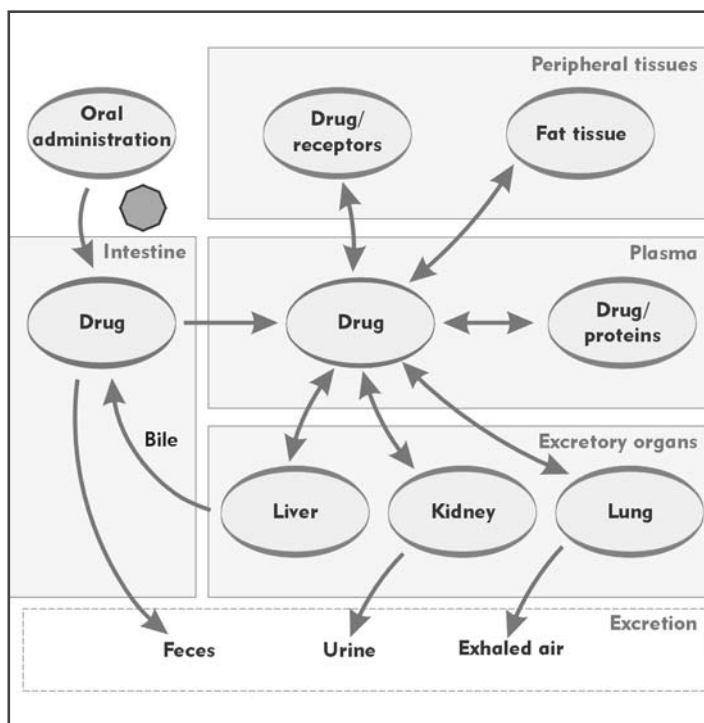 Peripheral tissues
Oral
administration
Drug/
receptors
Fat tissue
Intestine
Plasma
Drug
Drug
Drug/
proteins
Bile
Excretory organs
Liver
Kidney
Lung
Excretion
Feces
Urine
Exhaled air